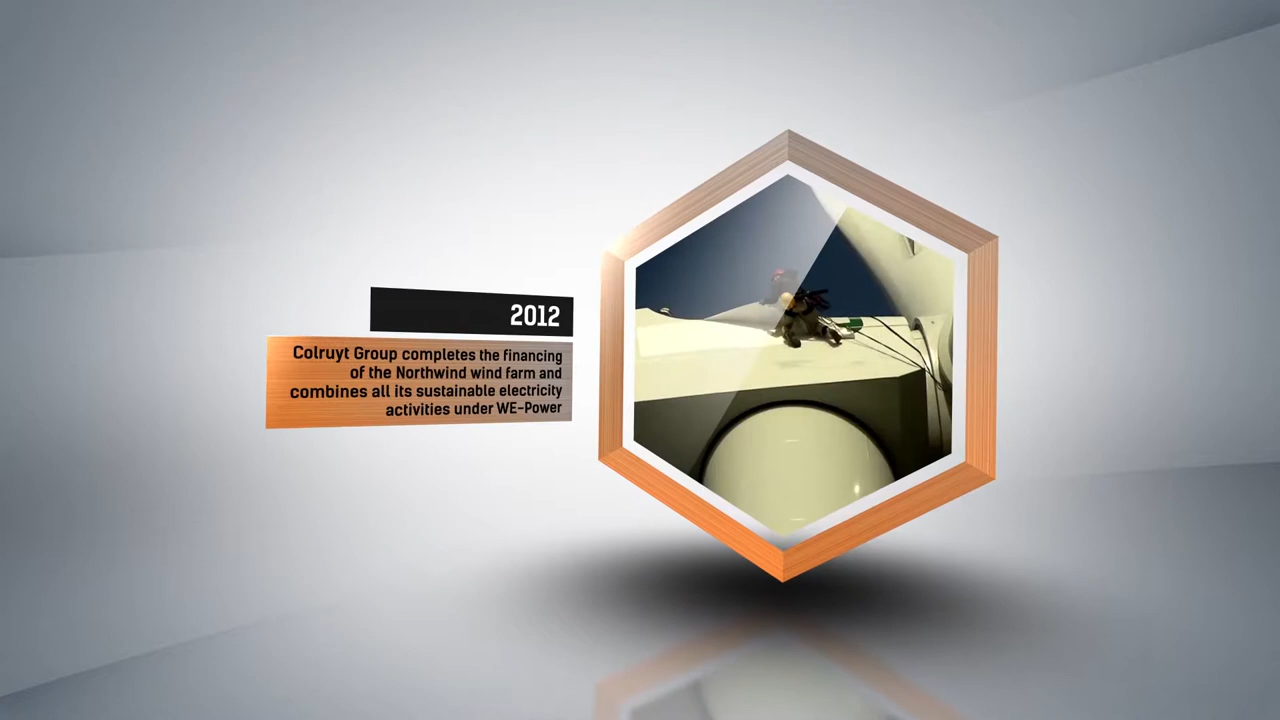 2012
Colruyt Group completes the financing
of the Northwind wind farm and
combines all its sustainable electricity
activities under WE-Power